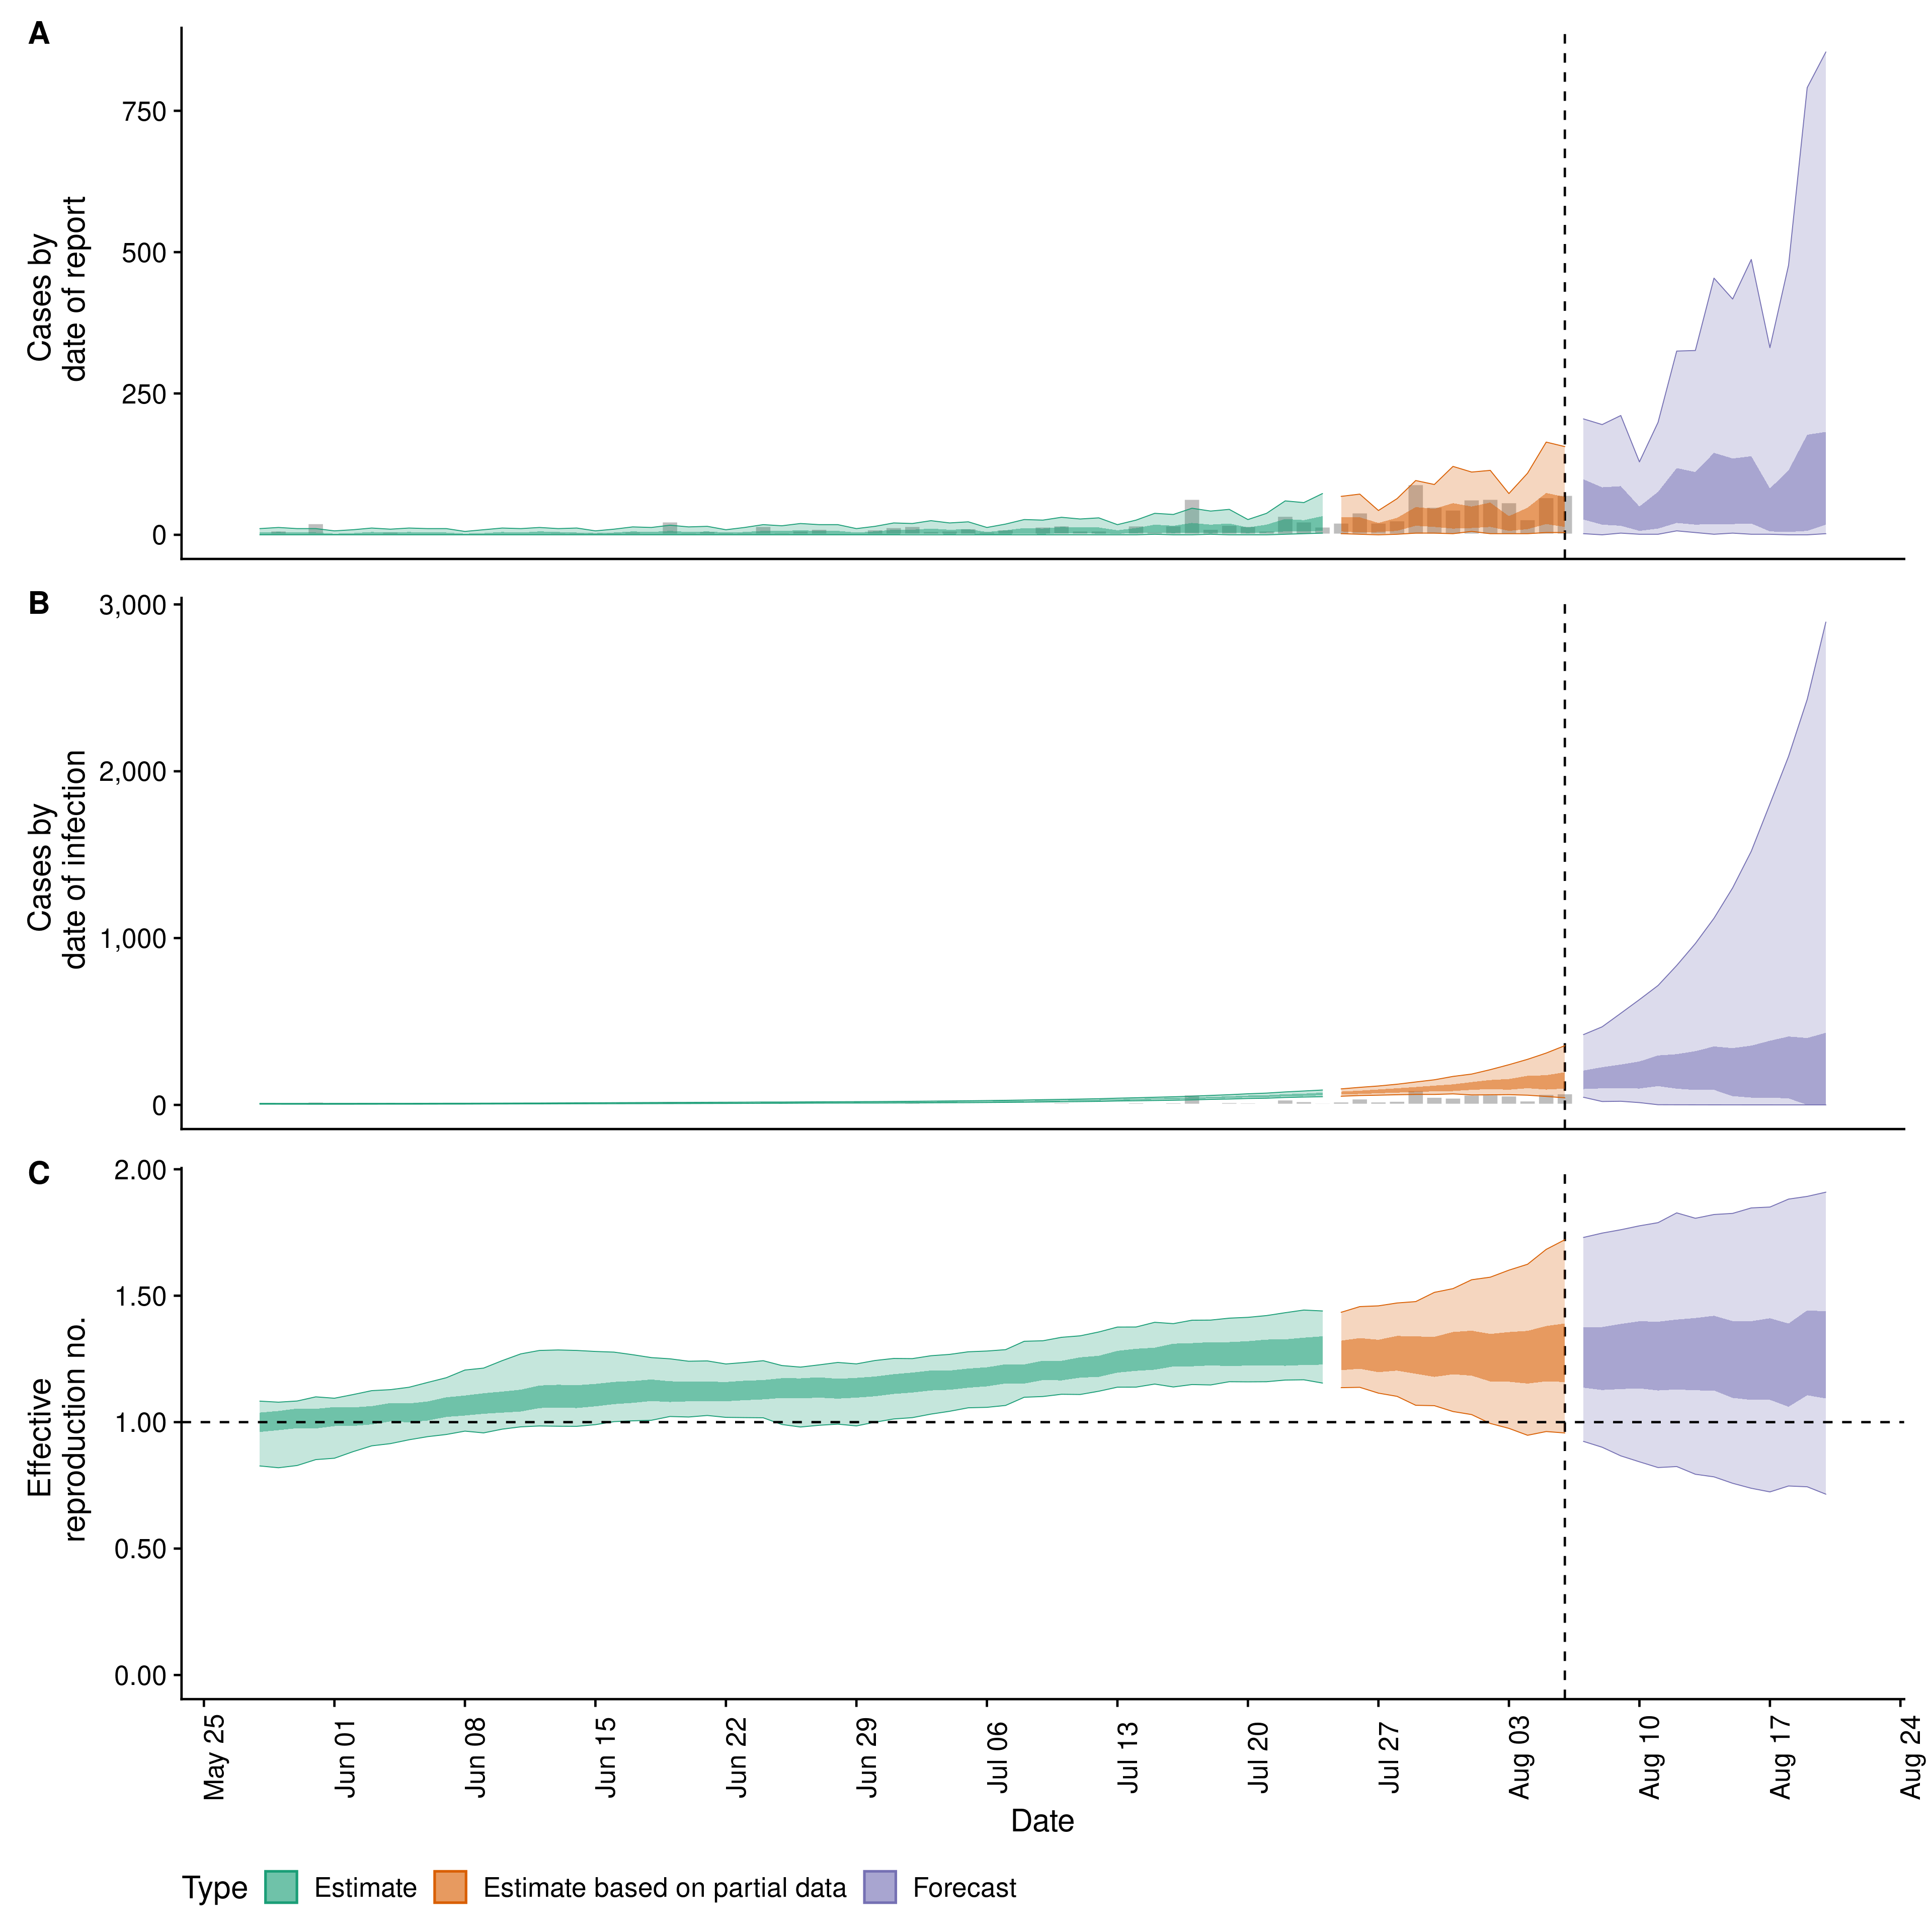 A
Cases by
date of report
750
500
250
0
B
Cases by
date of infection
3,000
2,000
1,000
0
C
Effective
reproduction no.
2.00
1.50
1.00
0.50
0.00
May 25
Jun 01
Jun 08
Jun 15
Jun 22
Jun 29
Jul 06
Jul 13
Jul 20
Jul 27
Aug 03
Aug 10
Aug 17
Aug 24
Date
Type Estimate Estimate based on partial data Forecast